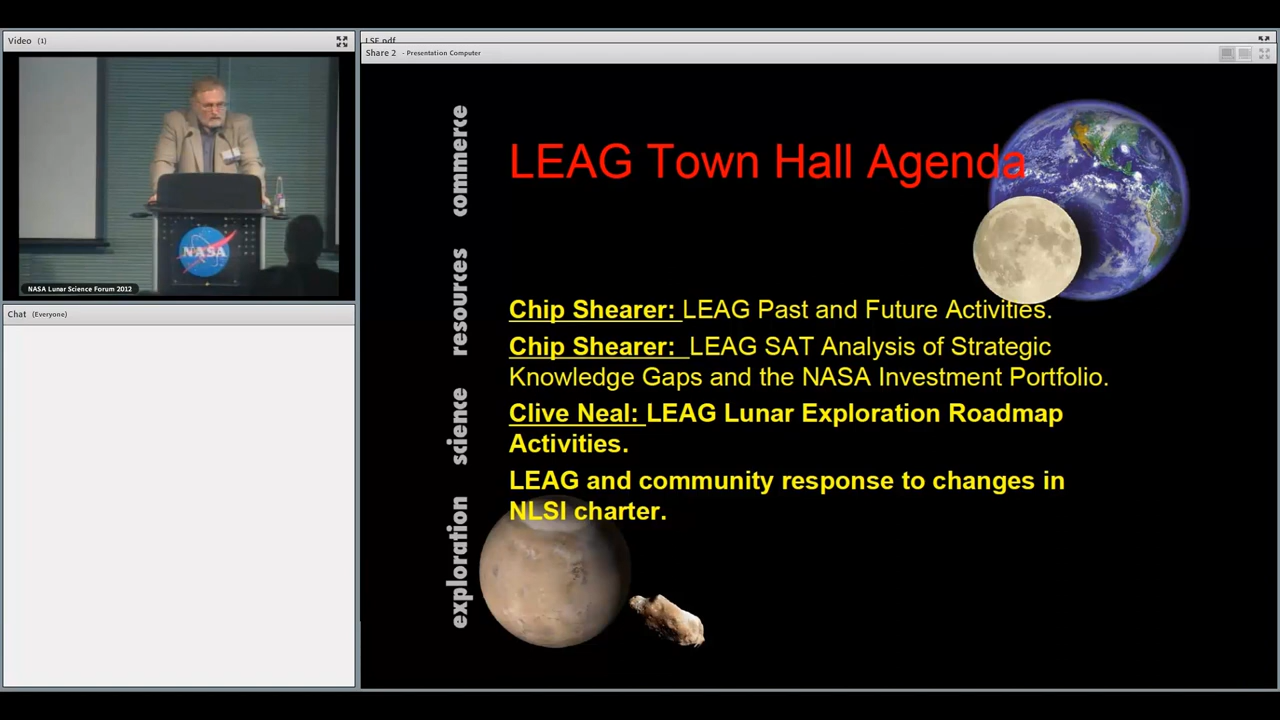 Video (1)
NASA
NASA Lunar Science Forum 2012
Chat (Everyone)
LSF.pdf
Share 2 - Presentation Computer
commerce
resources
science
exploration
LEAG Town Hall Agenda
Chip Shearer: LEAG Past and Future Activities.
Chip Shearer: LEAG SAT Analysis of Strategic
Knowledge Gaps and the NASA Investment Portfolio.
Clive Neal: LEAG Lunar Exploration Roadmap
Activities.
LEAG and community response to changes in
NLSI charter.